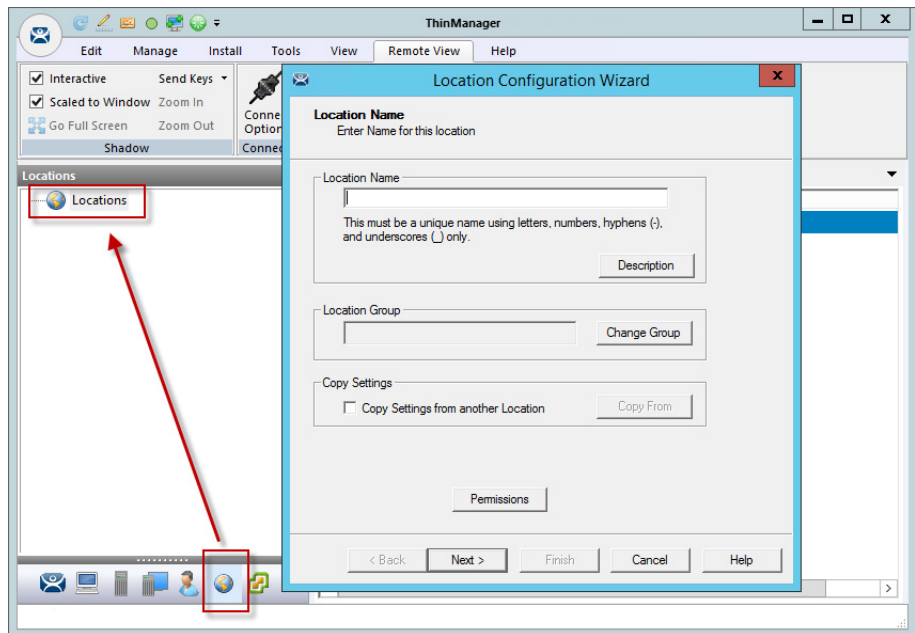 ThinManager
Edit Manage Install Tools View Remote View Help
Interactive Send Keys
Scaled to Window Zoom In
Go Full Screen Zoom Out
Shadow
Location Configuration Wizard
x
X
Location Name
Enter Name for this location
Locations
Locations
Location Name
This must be a unique name using letters, numbers, hyphens (-),
and underscores (_) only.
Description
Location Group
Change Group
Copy Settings
Copy Settings from another Location
Copy From
Permissions
< Back Next > Finish Cancel Help